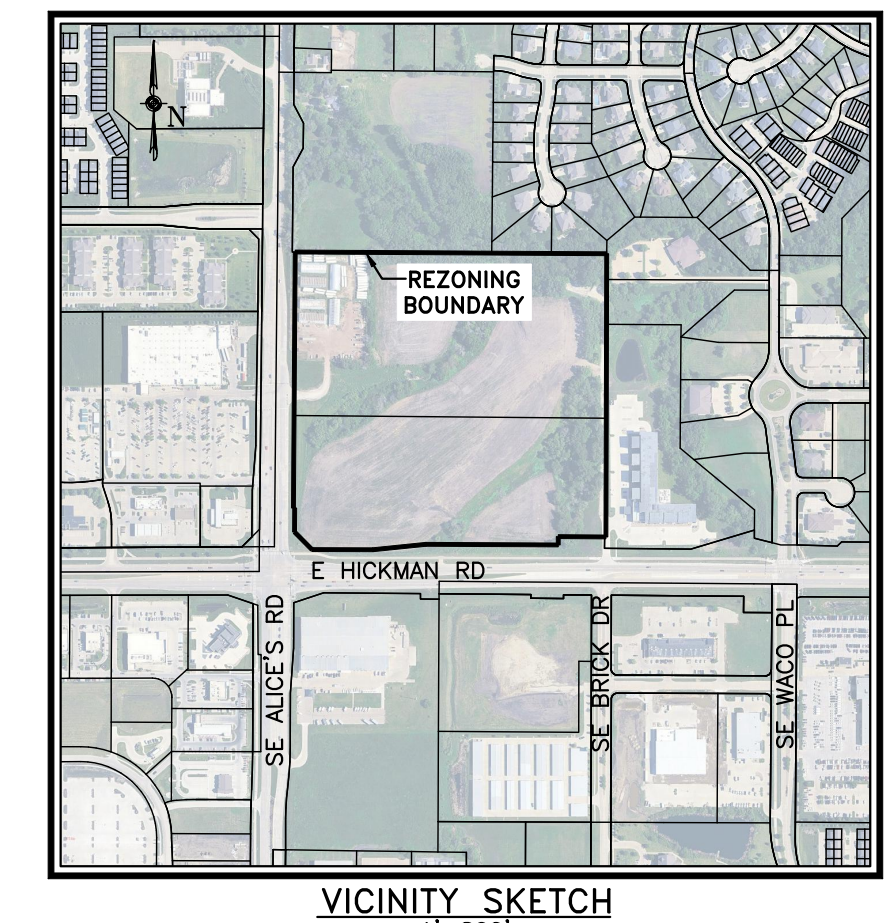 N
REZONING
BOUNDARY
E HICKMAN RD
SE ALICE'S RD
SE BRICK DR
SE WACO PL
VICINITY SKETCH